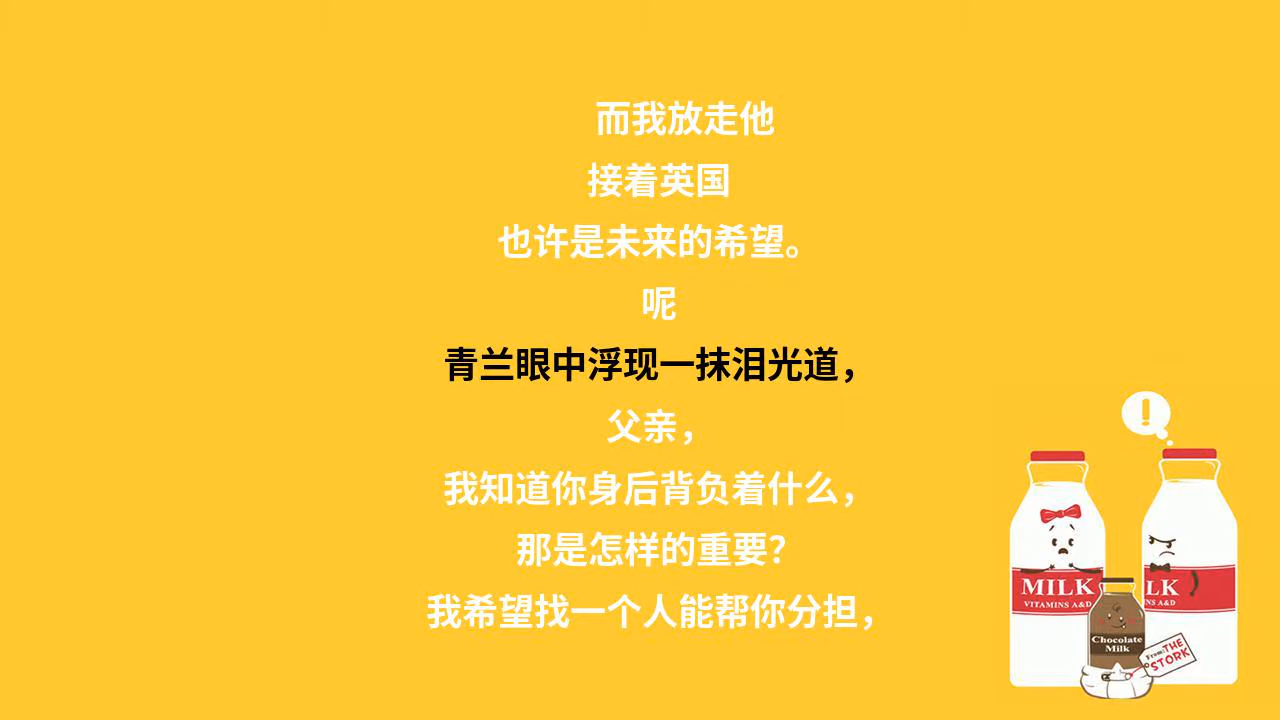 而我放走他
接着英国
也许是未来的希望。
呢
青兰眼中浮现一抹泪光道，
父亲，
我知道你身后背负着什么，
那是怎样的重要？
我希望找一个人能帮你分担，
!
MILK
VITAMINS A&D
LK
NS A&D
Chocolate
Milk
From: THE
STORK